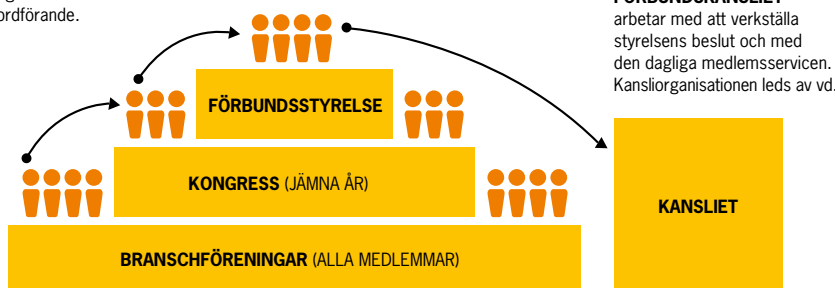 ordförande.
FÖRBUNDSKANSLIET
arbetar med att verkställa
styrelsens beslut och med
den dagliga medlemsservicen.
Kansliorganisationen leds av vd.
FÖRBUNDSSTYRELSE
KONGRESS (JÄMNA ÅR)
KANSLIET
BRANSCHFÖRENINGAR (ALLA MEDLEMMAR)